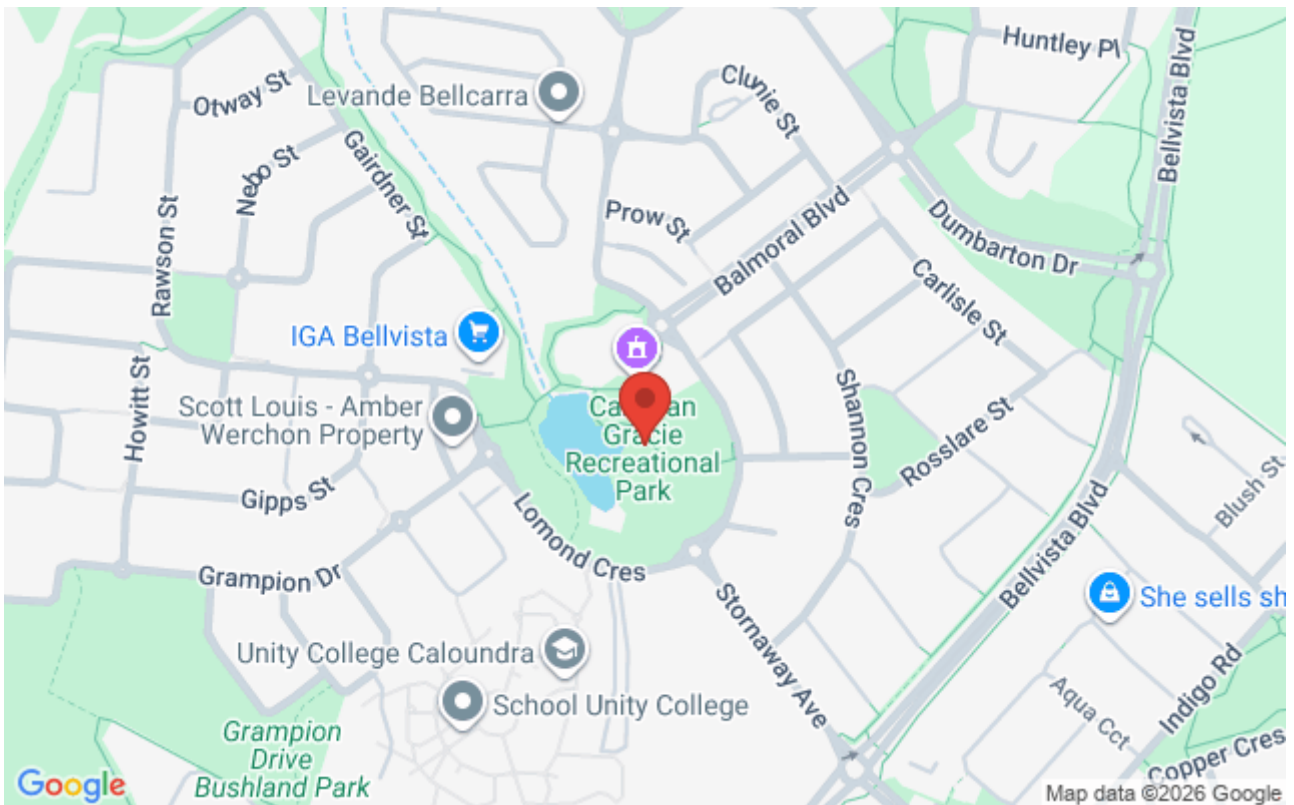 Huntley Pl
Clunie St
Bellvista Blvd
Otway St
Levande Bellcarra
Gairdner St
Nebo St
Prow St
Balmoral Blvd
Dumbarton Dr
Rawson St
Carlisle St
IGA Bellvista
Howitt St
Scott Louis - Amber
Werchon Property
Gracie
Recreational
Park
Shannon Cres
Rosslare St
Gipps St
Lomond Cres
Blush St
Bellvista Blvd
Grampion Dr
She sells sh
Stornaway Ave
Unity College Caloundra
School Unity College
Indigo Rd
Aqua Cct
Grampion
Drive
Bushland Park
Copper Cres
Google
Map data ©2026 Google